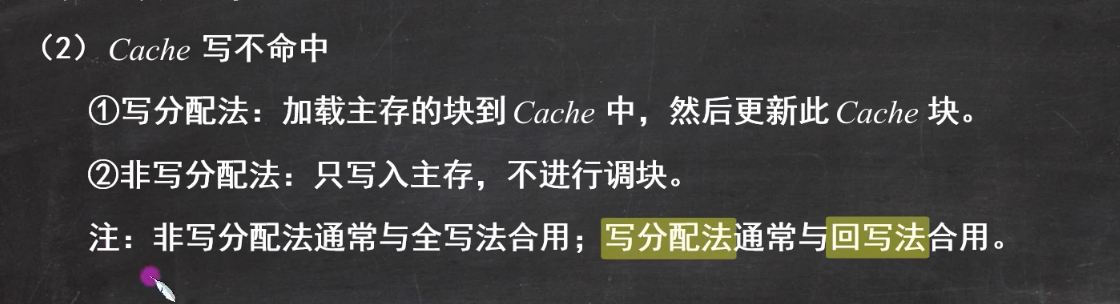 （2）Cache 写不命中
①写分配法：加载主存的块到 Cache 中，然后更新此 Cache 块。
②非写分配法：只写入主存，不进行调块。
注：非写分配法通常与全写法合用；写分配法通常与回写法合用。